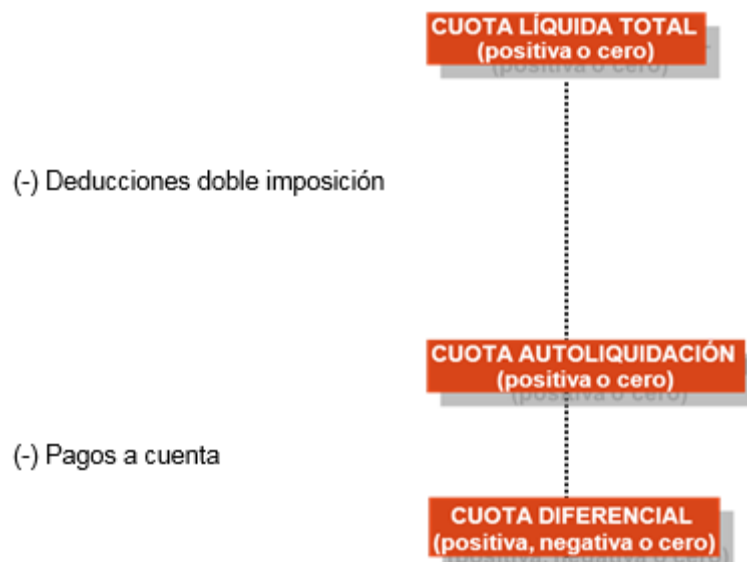 CUOTA LÍQUIDA TOTAL
(positiva o cero)
(-) Deducciones doble imposición
CUOTA AUTOLIQUIDACIÓN
(positiva o cero)
(-) Pagos a cuenta
CUOTA DIFERENCIAL
(positiva, negativa o cero)